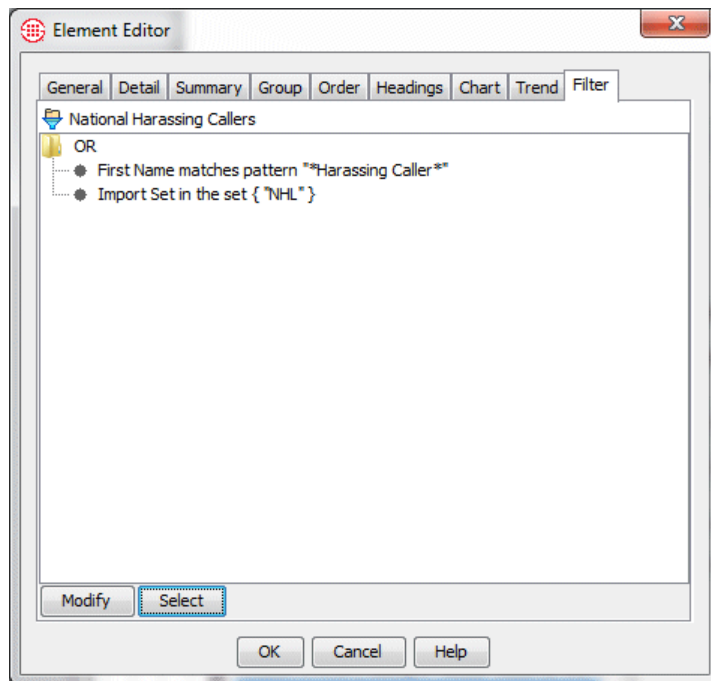 Element Editor
General Detail Summary Group Order Headings Chart Trend Filter
National Harassing Callers
OR
First Name matches pattern "*Harassing Caller*"
Import Set in the set { "NHL" }
Modify Select
OK Cancel Help